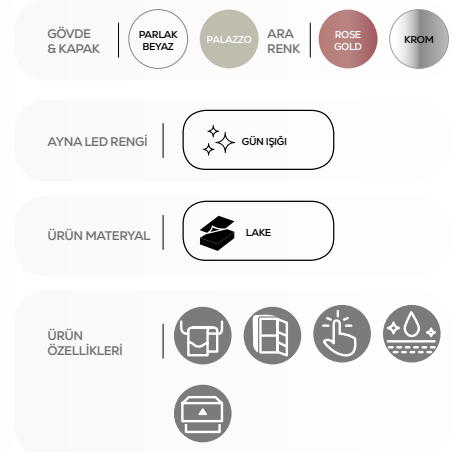 GÖVDE
& KAPAK
PARLAK
BEYAZ
PALAZZO
ARA
RENK
ROSE
GOLD
KROM
AYNA LED RENGİ
GÜN IŞIĞI
ÜRÜN MATERYAL
LAKE
ÜRÜN
ÖZELLİKLERİ